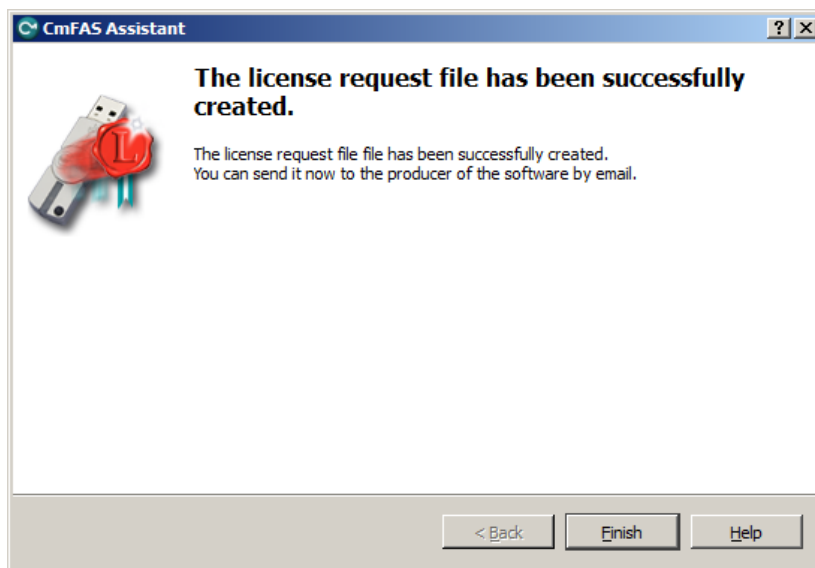 CmFAS Assistant
The license request file has been successfully
created.
The license request file file has been successfully created.
You can send it now to the producer of the software by email.
L
< Back
Finish
Help